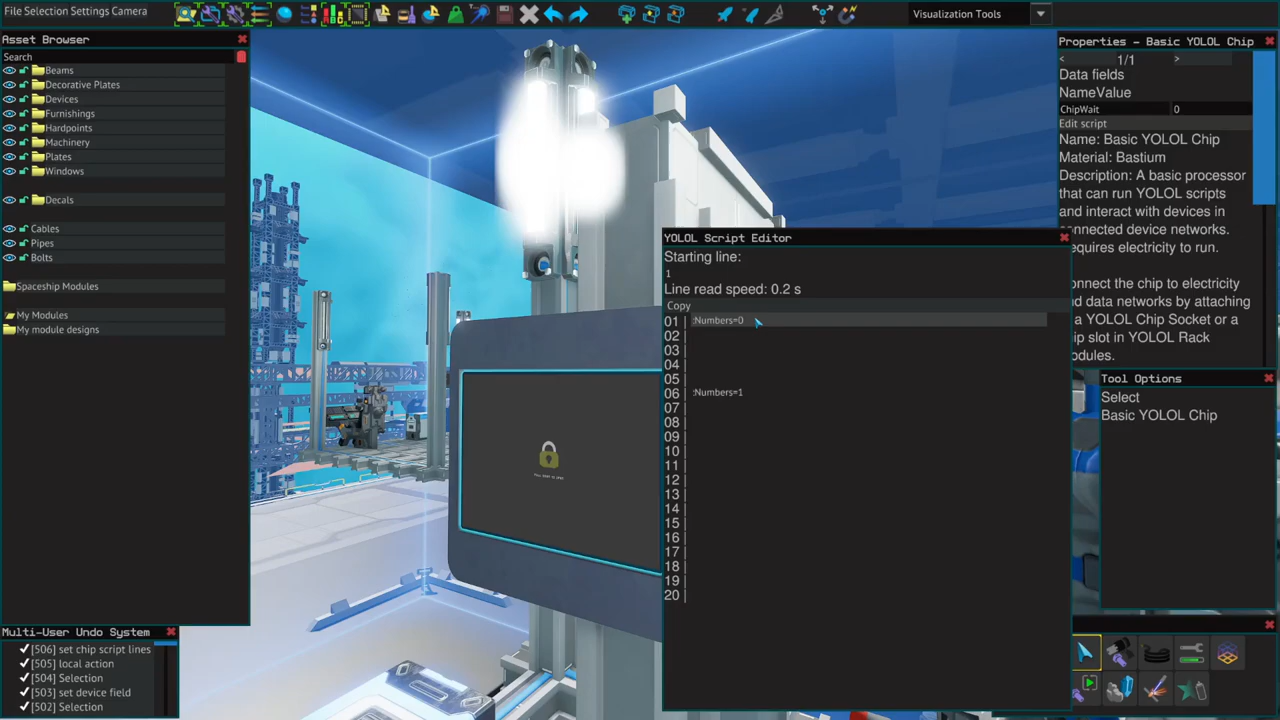 File Selection Settings Camera
Visualization Tools
Asset Browser
Search
Beams
Decorative Plates
Devices
Furnishings
Hardpoints
Machinery
Plates
Windows
Decals
Cables
Pipes
Bolts
Spaceship Modules
My Modules
My module designs
Multi-User Undo System
[506] set chip script lines
[505] local action
[504] Selection
[503] set device field
[502] Selection
YOLOL Script Editor
Starting line:
1
Line read speed: 0.2 s
Copy
01 :Numbers=0
02
03
04
05
06 :Numbers=1
07
08
09
10
11
12
13
14
15
16
17
18
19
20
Properties - Basic YOLOL Chip
< 1/1 >
Data fields
NameValue
ChipWait 0
Edit script
Name: Basic YOLOL Chip
Material: Bastium
Description: A basic processor
that can run YOLOL scripts
and interact with devices in
connected device networks.
equires electricity to run.
onnect the chip to electricity
nd data networks by attaching
a YOLOL Chip Socket or a
ip slot in YOLOL Rack
odules.
Tool Options
Select
Basic YOLOL Chip